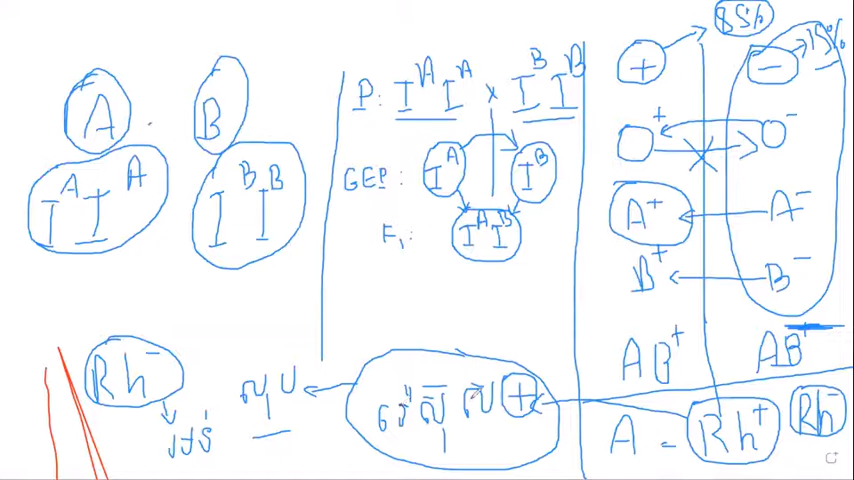 A
B
I^A I^A
I^B I^B
P: I^A I^A × I^B I^B
GEP: I^A I^B
F₁: I^A I^B
85%
15%
+ -
O⁺ O⁻
A⁺ A⁻
B⁺ B⁻
AB⁺ AB⁺
Rh⁻
+
A - Rh⁺ Rh⁻